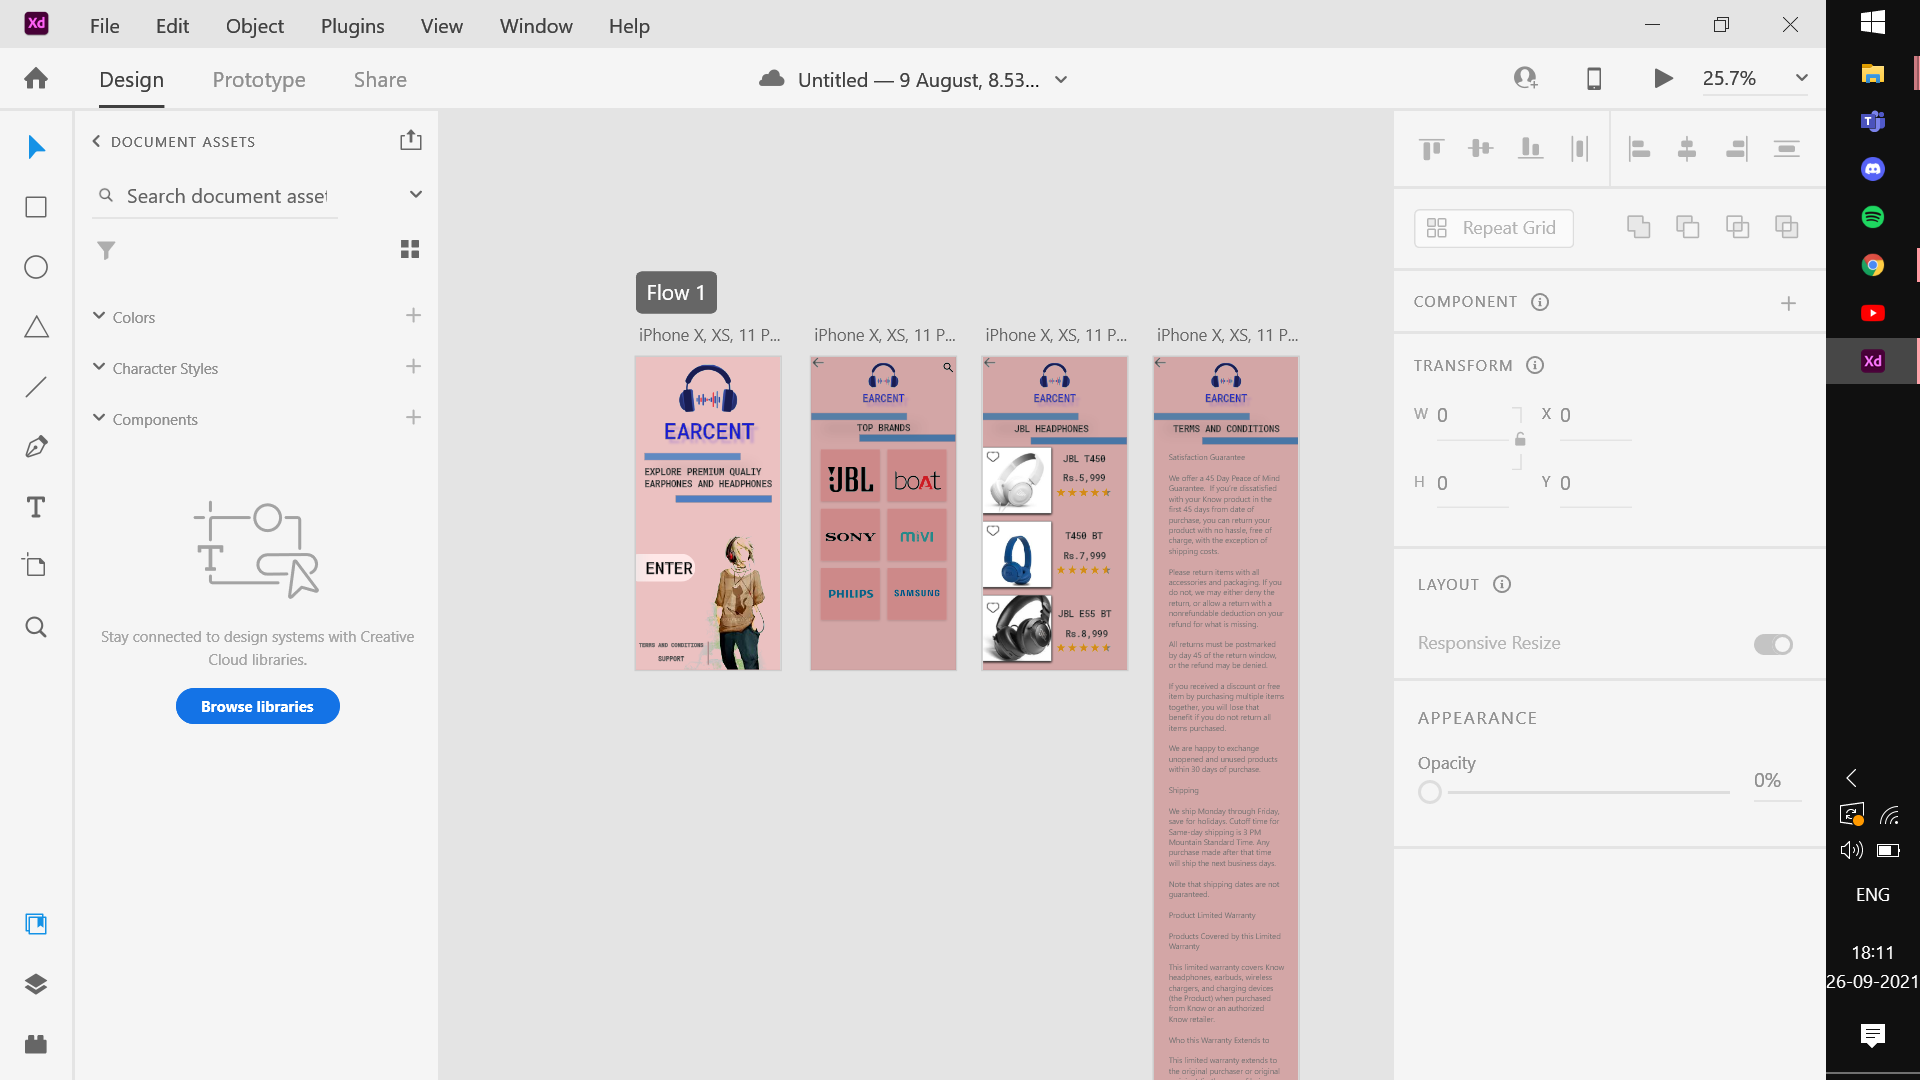 Xd
File Edit Object Plugins View Window Help
Design Prototype Share
Untitled — 9 August, 8.53...
25.7%
DOCUMENT ASSETS
Search document asset
Colors
Character Styles
Components
Stay connected to design systems with Creative
Cloud libraries.
Browse libraries
Flow 1
iPhone X, XS, 11 P...
EARCENT
EXPLORE PREMIUM QUALIY
EARPHONES AND HEADPHONES
ENTER
TERMS AND CONDITIONS
SUPPORT
iPhone X, XS, 11 P...
EARCENT
TOP BRANDS
JBL
boAt
SONY
MiVI
PHILIPS
SAMSUNG
iPhone X, XS, 11 P...
EARCENT
JBL HEADPHONES
JBL T450
Rs.5,999
T450 BT
Rs.7,999
JBL E55 BT
Rs.8,999
iPhone X, XS, 11 P...
EARCENT
TERMS AND CONDITIONS
Satisfaction Guarantee
We offer a 45 Day Peace of Mind
Guarantee. If you're dissatisfied
with your Know product in the
first 45 days from date of
purchase, you can return your
product with no hassle, free of
charge, with the exception of
shipping costs.
Please return items with all
accessories and packaging. If you
do not, we may either deny the
return, or allow a return with a
nonrefundable deduction on your
refund for what is missing.
All returns must be postmarked
by day 45 of the return window,
or the refund may be denied.
If you received a discount or free
item by purchasing multiple items
together, you will lose that
benefit if you do not return all
items purchased.
We are happy to exchange
unopened and unused products
within 30 days of purchase.
Shipping
We ship Monday through Friday,
save for holidays. Cutoff time for
Same-day shipping is 3 PM
Mountain Standard Time. Any
purchase made after that time
will ship the next business days.
Note that shipping dates are not
guaranteed.
Product Limited Warranty
Products Covered by this Limited
Warranty
This limited warranty covers Know
headphones, earbuds, wireless
chargers, and charging devices
(the Product) when purchased
from Know or an authorized
Know retailer.
Who this Warranty Extends to
This limited warranty extends to
the original purchaser or original
Repeat Grid
COMPONENT
TRANSFORM
W 0 X 0
H 0 Y 0
LAYOUT
Responsive Resize
APPEARANCE
Opacity
0%
Xd
ENG
18:11
26-09-2021